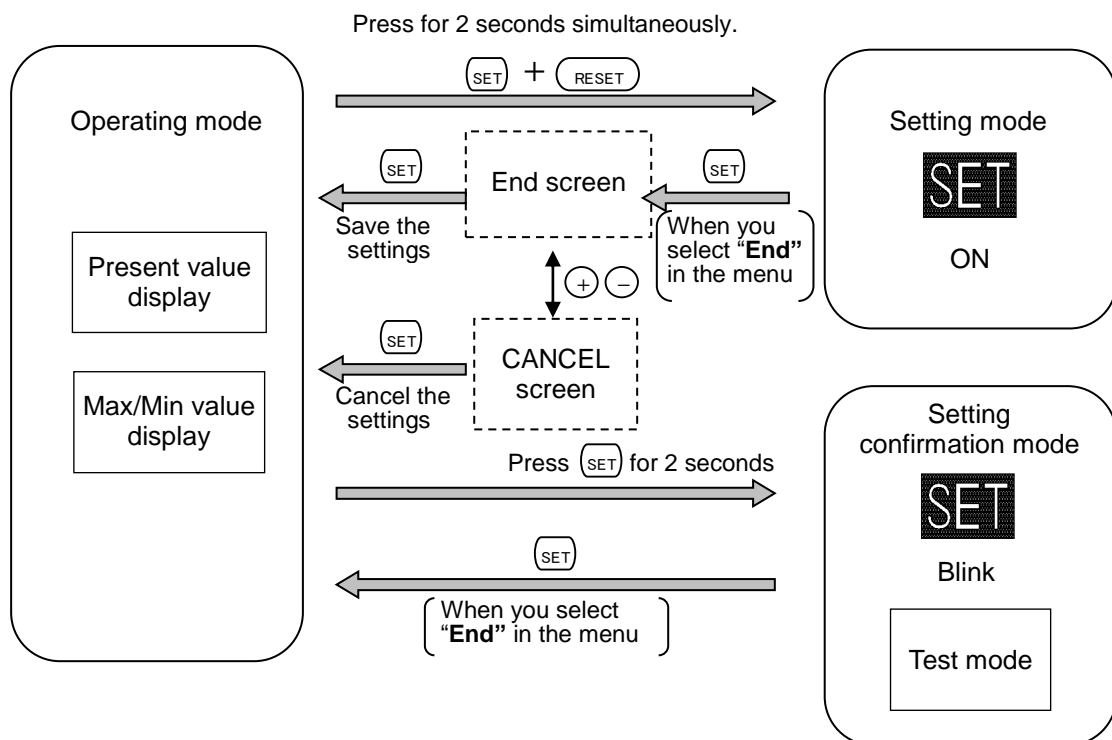 Press for 2 seconds simultaneously.
SET + RESET
Operating mode
Setting mode
SET
ON
SET
End screen
SET
Save the
settings
When you
select “End”
in the menu
Present value
display
+ -
SET
CANCEL
screen
Cancel the
settings
Max/Min value
display
Setting
confirmation mode
SET
Blink
Press SET for 2 seconds
SET
When you select
“End” in the menu
Test mode